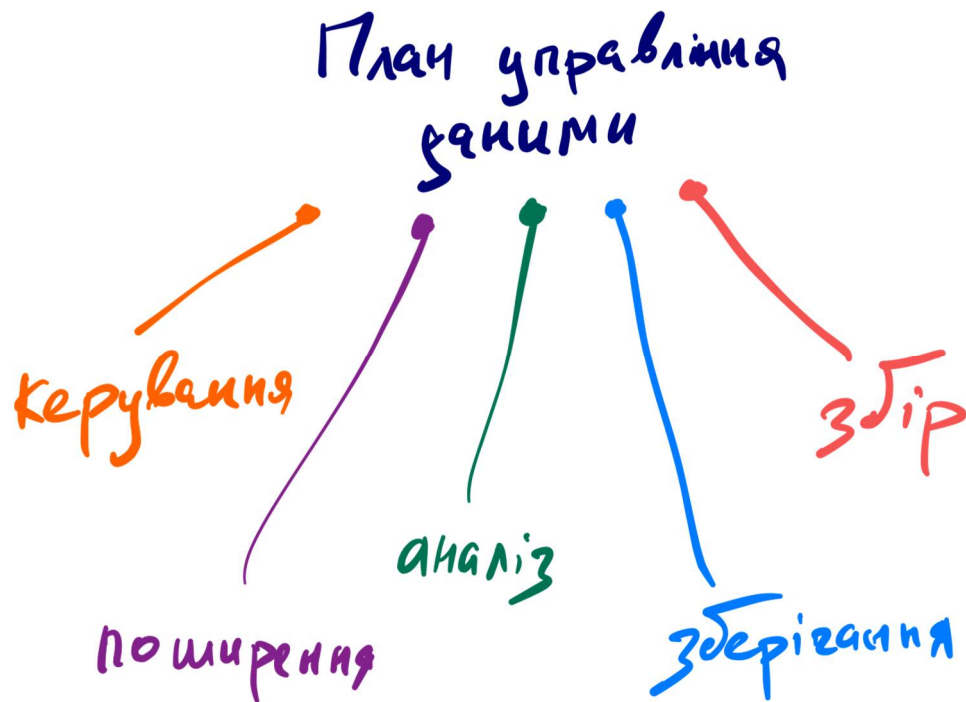 План управління
даними
керування
збір
аналіз
поширення
зберігання